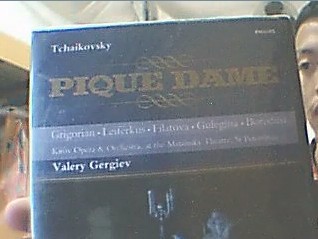 Tchaikovsky
PHILIPS
PIQUE DAME
Grigorian • Leiferkus • Filatova • Guleghina • Borodina
Kirov Opera & Orchestra, at the Mariinsky Theatre, St Petersburg
Valery Gergiev